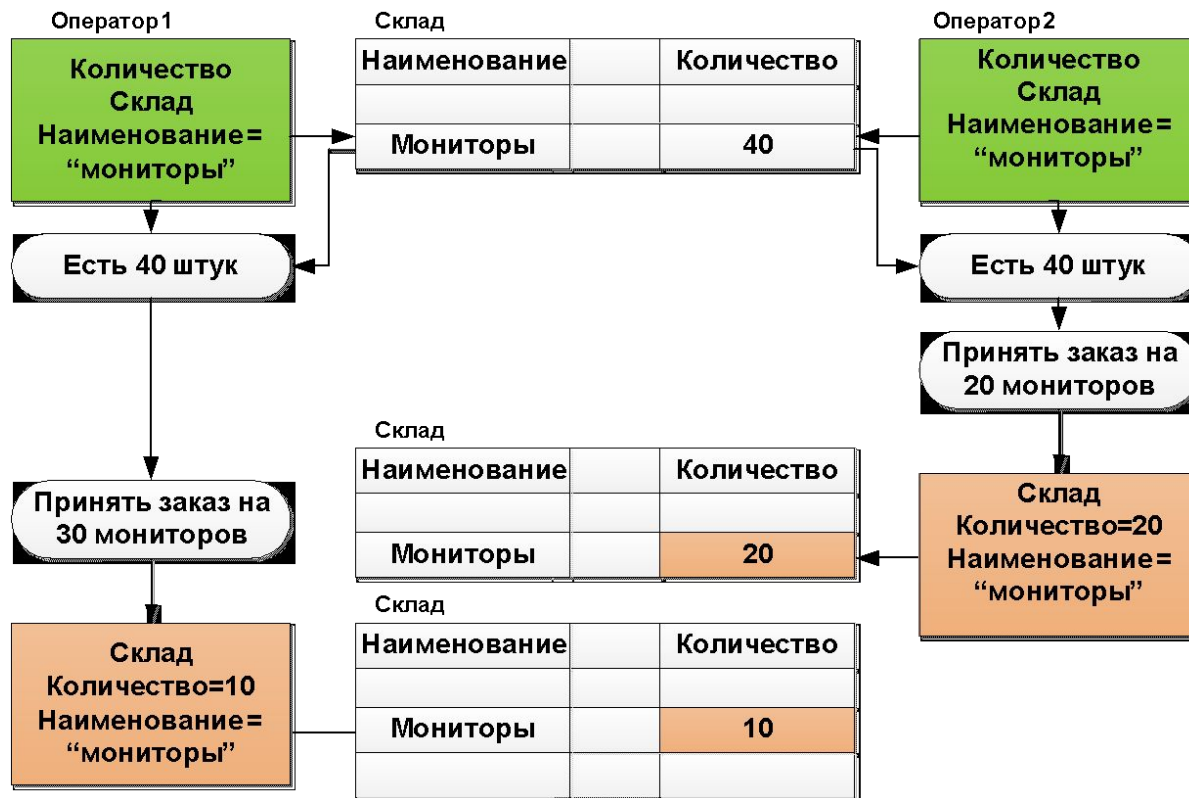 Оператор1
Количество
Склад
Наименование=
“мониторы”
Есть 40 штук
Принять заказ на
30 мониторов
Склад
Количество=10
Наименование=
“мониторы”
Склад
Наименование Количество
Мониторы 40
Склад
Наименование Количество
Мониторы 20
Склад
Наименование Количество
Мониторы 10
Оператор2
Количество
Склад
Наименование=
“мониторы”
Есть 40 штук
Принять заказ на
20 мониторов
Склад
Количество=20
Наименование=
“мониторы”